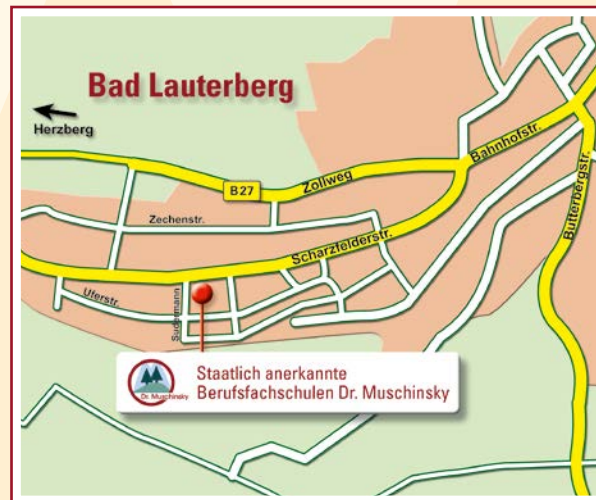 Bad Lauterberg
Herzberg
Bahnhofstr.
B27
Zollweg
Butterbergstr.
Zechenstr.
Scharzfelderstr.
Uferstr.
Sudermann
Dr. Muschinsky
Staatlich anerkannte
Berufsfachschulen Dr. Muschinsky